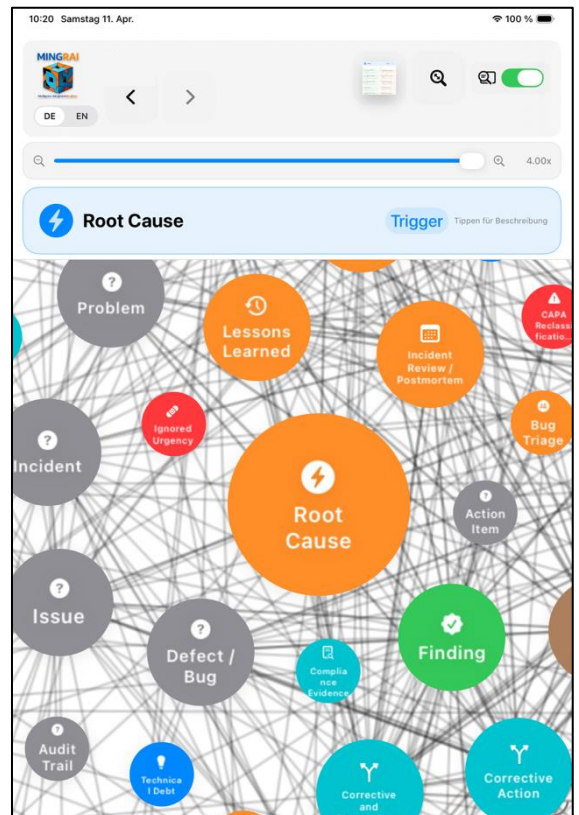 10:20 Samstag 11. Apr.
100 %
MINGRAI
DE EN
4.00x
Root Cause
Trigger
Tippen für Beschreibung
Problem
Lessons
Learned
Incident
Review /
Postmortem
CAPA
Reclass
ficatio...
Ignored
Urgency
Bug
Triage
Incident
Root
Cause
Action
Item
Issue
Defect /
Bug
Complia
nce
Evidence
Finding
Audit
Trail
Technica
l Debt
Corrective
and
Corrective
Action